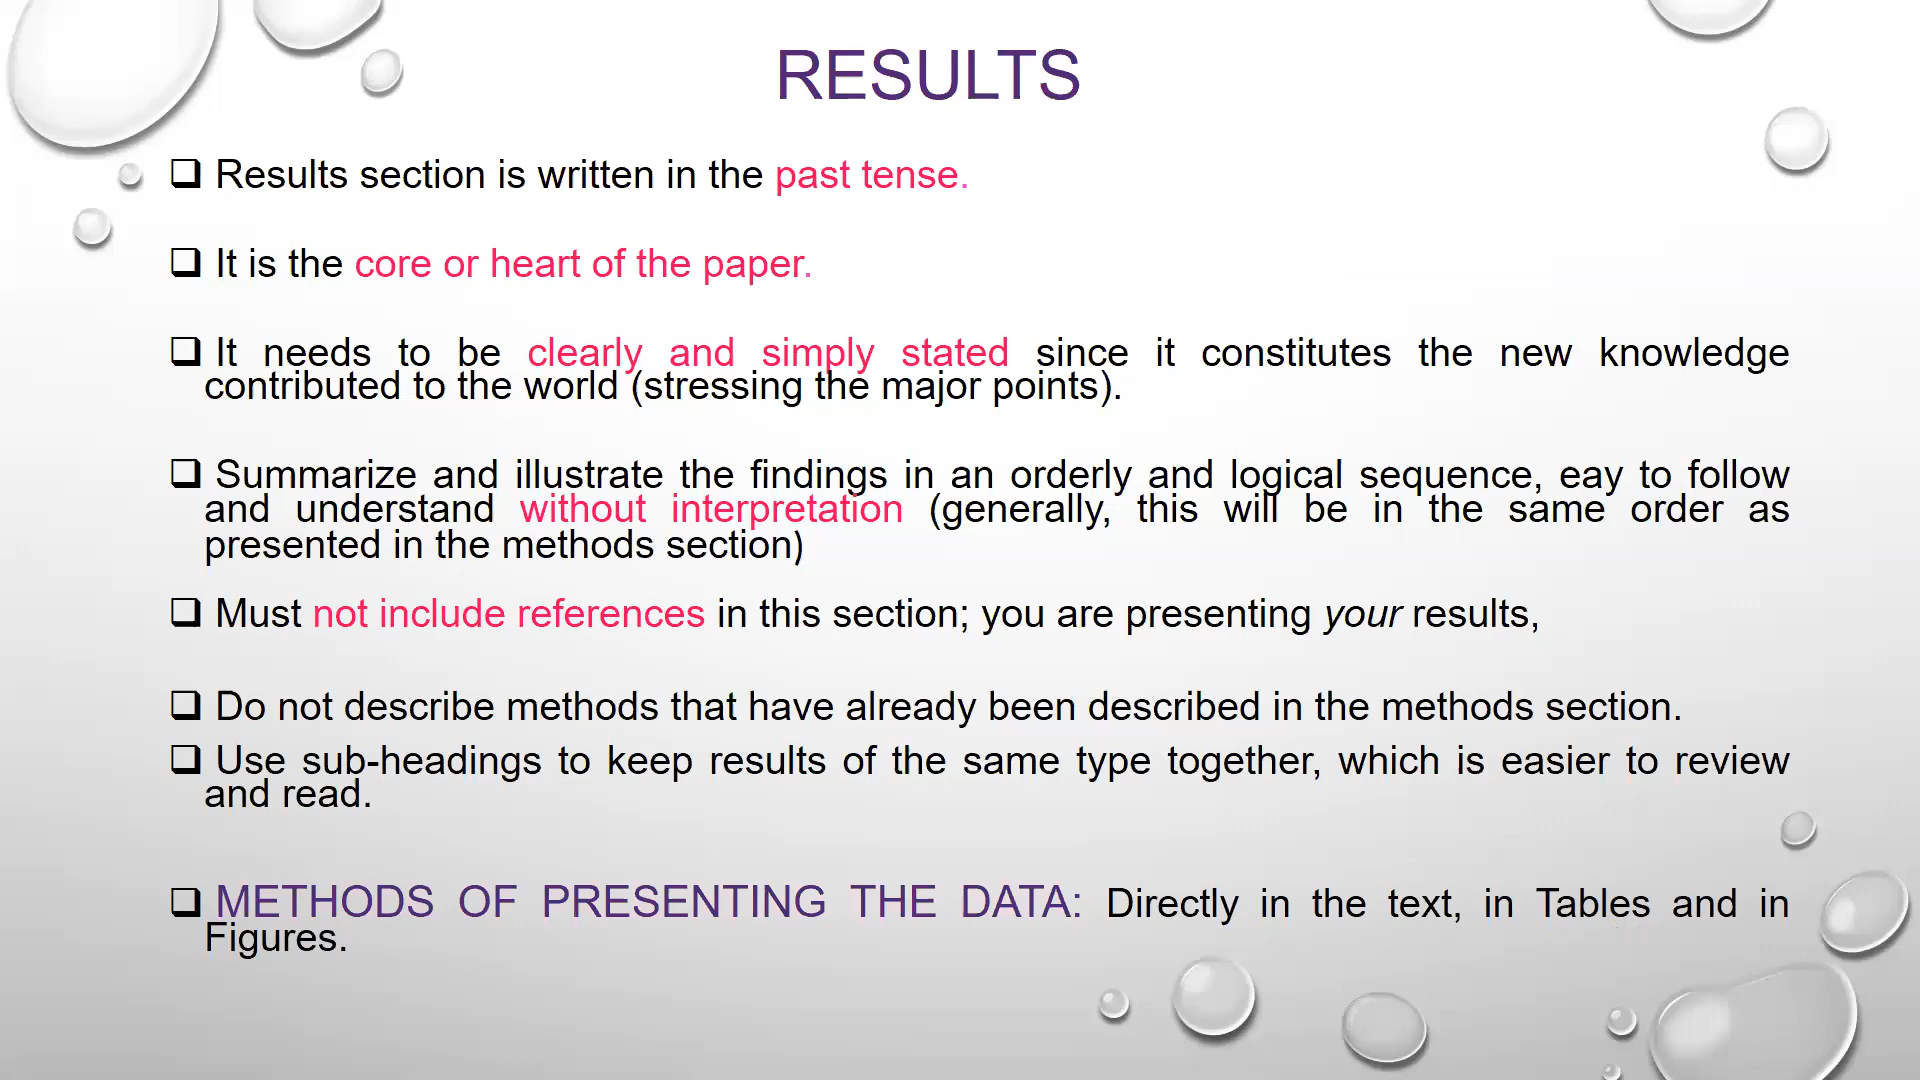 RESULTS
❑ Results section is written in the past tense.
❑ It is the core or heart of the paper.
❑ It needs to be clearly and simply stated since it constitutes the new knowledge
contributed to the world (stressing the major points).
❑ Summarize and illustrate the findings in an orderly and logical sequence, eay to follow
and understand without interpretation (generally, this will be in the same order as
presented in the methods section)
❑ Must not include references in this section; you are presenting your results,
❑ Do not describe methods that have already been described in the methods section.
❑ Use sub-headings to keep results of the same type together, which is easier to review
and read.
❑ METHODS OF PRESENTING THE DATA: Directly in the text, in Tables and in
Figures.